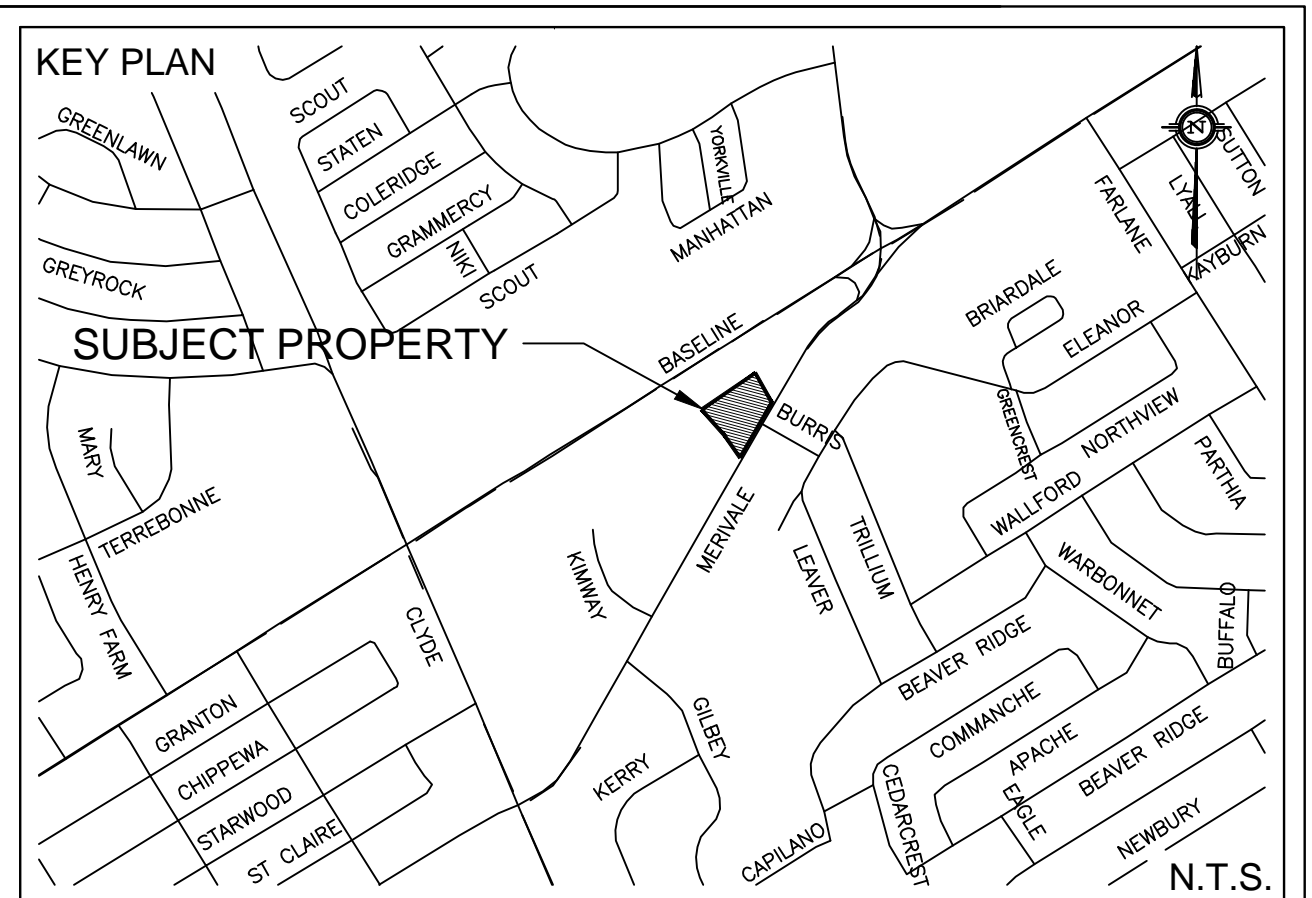 KEY PLAN
GREENLAWN
SCOUT
STATEN
COLERIDGE
GRAMMERCY
NIKI
SCOUT
YORKVILLE
MANHATTAN
N
SUTTON
LYALL
FARLANE
KAYBURN
GREYROCK
SUBJECT PROPERTY
BASELINE
BRIARDALE
ELEANOR
BURRIS
GREENCREST
NORTHVIEW
WALLFORD
PARTHIA
MARY
TERREBONNE
HENRY FARM
MERIVALE
KIMWAY
LEAVER
TRILLIUM
WARBONNET
BUFFALO
CLYDE
BEAVER RIDGE
GRANTON
CHIPPEWA
STARWOOD
ST CLAIRE
GILBEY
KERRY
COMMANCHE
APACHE
BEAVER RIDGE
EAGLE
CEDARCREST
CAPILANO
NEWBURY
N.T.S.